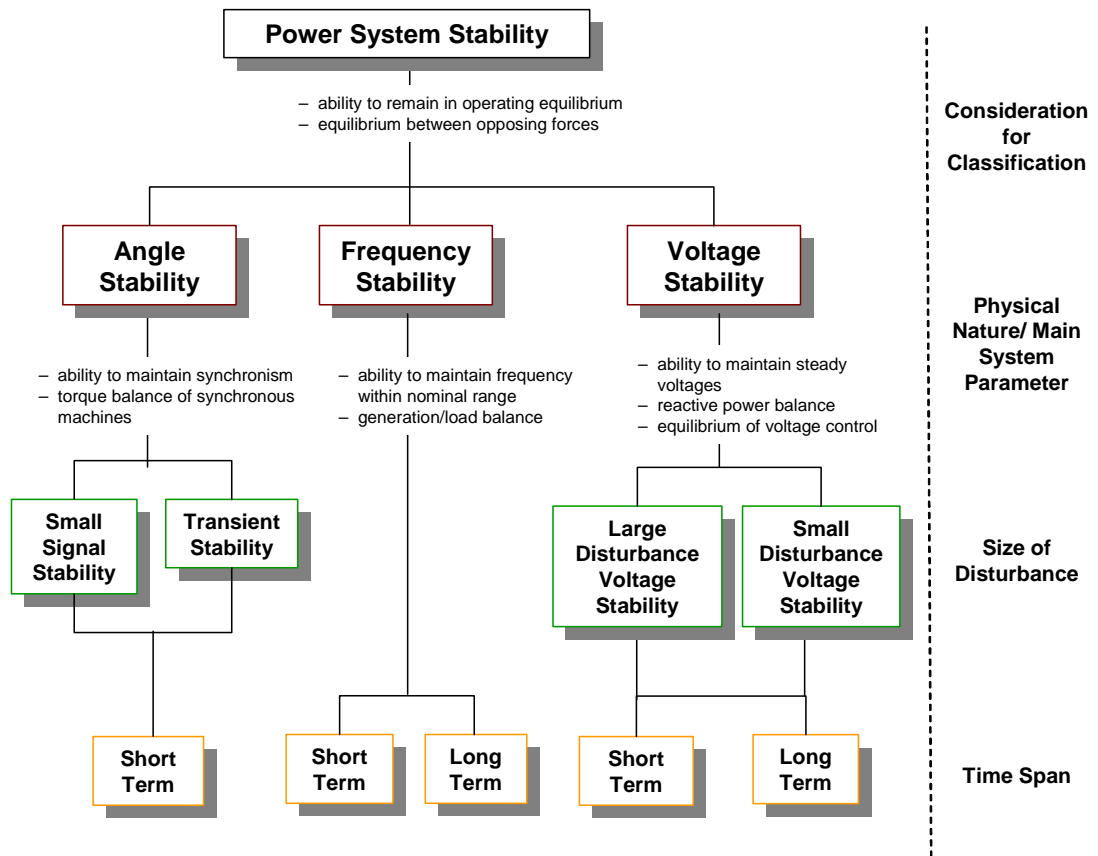 Power System Stability
– ability to remain in operating equilibrium
– equilibrium between opposing forces
Consideration
for
Classification
Angle
Stability
Frequency
Stability
Voltage
Stability
Physical
Nature/ Main
System
Parameter
– ability to maintain synchronism
– torque balance of synchronous
machines
– ability to maintain frequency
within nominal range
– generation/load balance
– ability to maintain steady
voltages
– reactive power balance
– equilibrium of voltage control
Small
Signal
Stability
Transient
Stability
Large
Disturbance
Voltage
Stability
Small
Disturbance
Voltage
Stability
Size of
Disturbance
Short
Term
Short
Term
Long
Term
Short
Term
Long
Term
Time Span